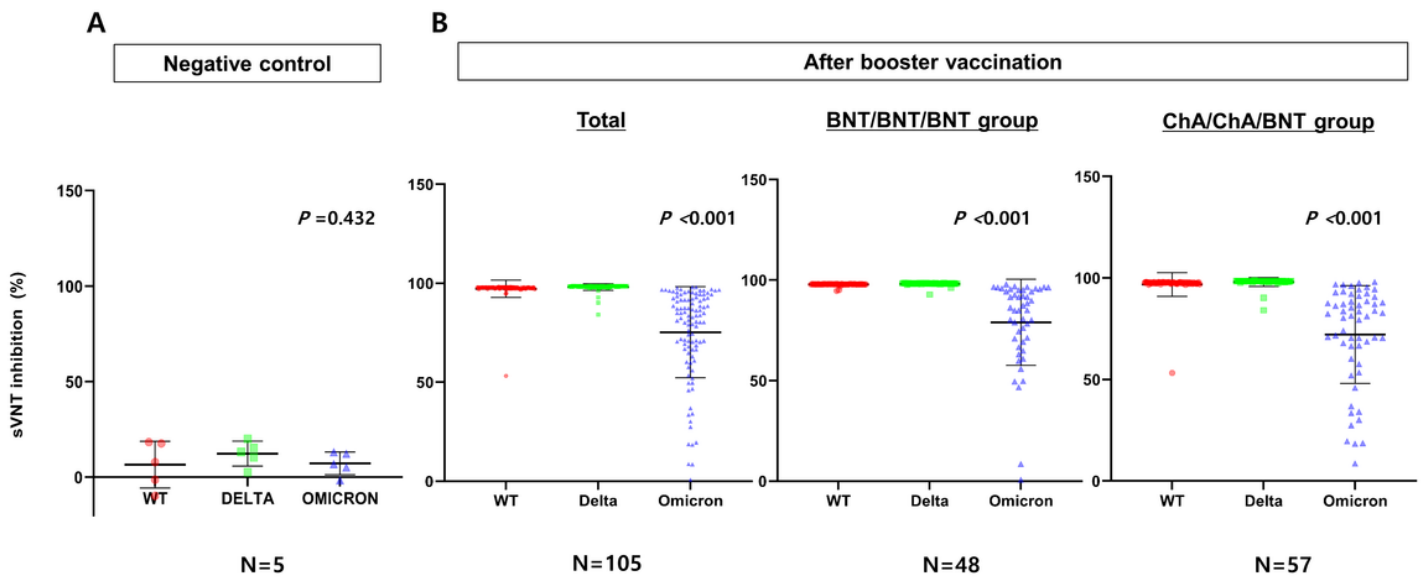 A
B
Negative control
After booster vaccination
Total
BNT/BNT/BNT group
ChA/ChA/BNT group
sVNT inhibition (%)
150
100
50
0
P =0.432
WT
DELTA
OMICRON
N=5
150
100
50
0
P <0.001
WT
Delta
Omicron
N=105
150
100
50
0
P <0.001
WT
Delta
Omicron
N=48
150
100
50
0
P <0.001
WT
Delta
Omicron
N=57